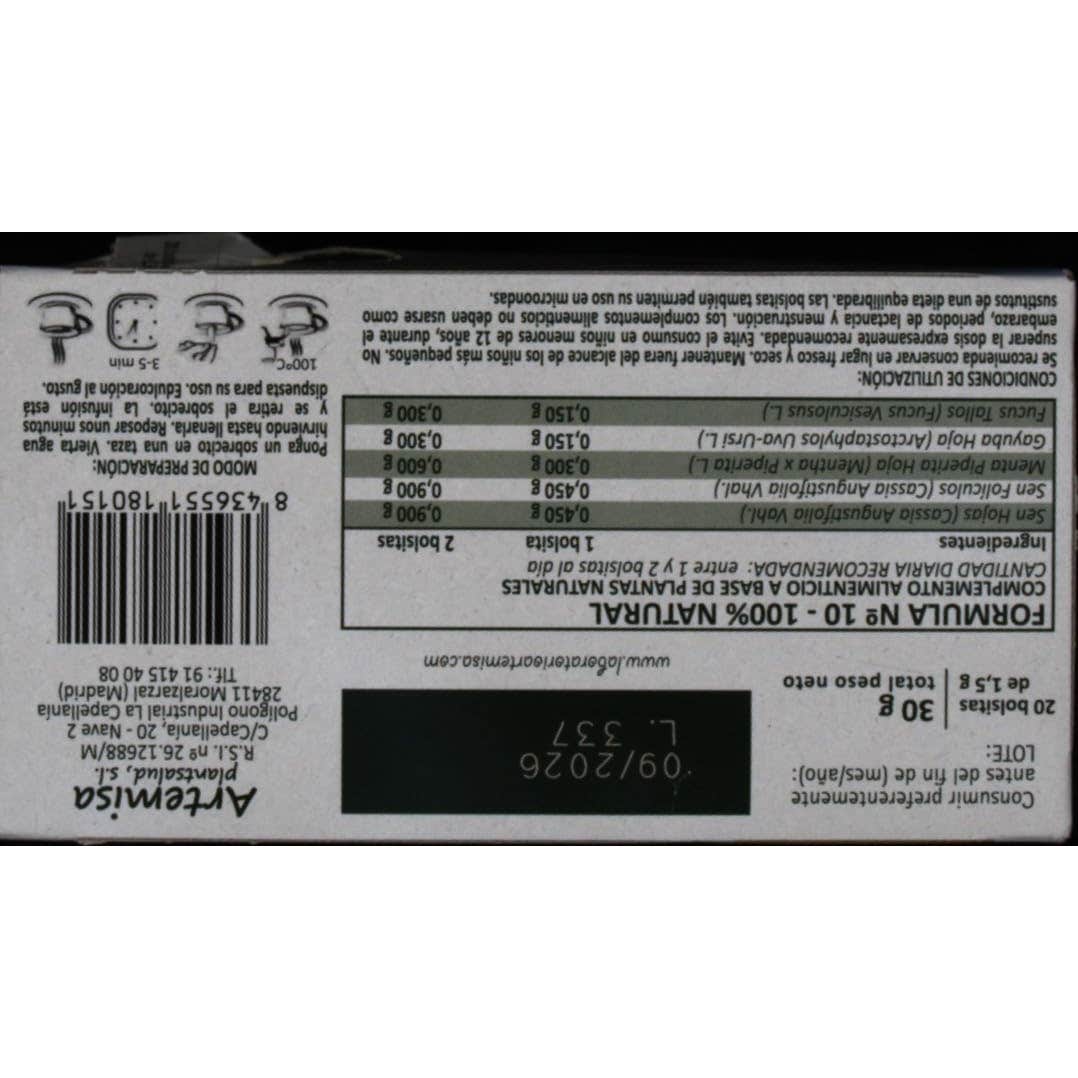 Consumir preferentemente
antes del fin de (mes/año):
LOTE:
09/2026
L. 337
20 bolsitas
de 1,5 g
30 g
total peso neto
www.laboratorioartemisa.com
Artemisa
plantsalud, s.l.
R.S.I. nº 26.12688/M
C/Capellanía, 20 - Nave 2
Polígono Industrial La Capellanía
28411 Moralzarzal (Madrid)
Tlf.: 91 415 40 08
FORMULA Nº 10 - 100% NATURAL
COMPLEMENTO ALIMENTICIO A BASE DE PLANTAS NATURALES
CANTIDAD DIARIA RECOMENDADA: entre 1 y 2 bolsitas al día
Ingredientes 1 bolsita 2 bolsitas
Sen Hojas (Cassia Angustifolia Vahl.) 0,450 g 0,900 g
Sen Folículos (Cassia Angustifolia Vhal.) 0,450 g 0,900 g
Menta Piperita Hoja (Mentha x Piperita L.) 0,300 g 0,600 g
Gayuba Hoja (Arctostaphylos Uva-Ursi L.) 0,150 g 0,300 g
Fucus Tallos (Fucus Vesiculosus L.) 0,150 g 0,300 g
CONDICIONES DE UTILIZACIÓN:
Se recomienda conservar en lugar fresco y seco. Mantener fuera del alcance de los niños más pequeños. No
superar la dosis expresamente recomendada. Evite el consumo en niños menores de 12 años, durante el
embarazo, periodos de lactancia y menstruación. Los complementos alimenticios no deben usarse como
sustitutos de una dieta equilibrada. Las bolsitas también permiten su uso en microondas.
8 436551 180151
MODO DE PREPARACIÓN:
Ponga un sobrecito en una taza. Vierta agua
hirviendo hasta llenarla. Reposar unos minutos
y se retira el sobrecito. La infusión está
dispuesta para su uso. Edulcoración al gusto.
100ºC
3-5 min